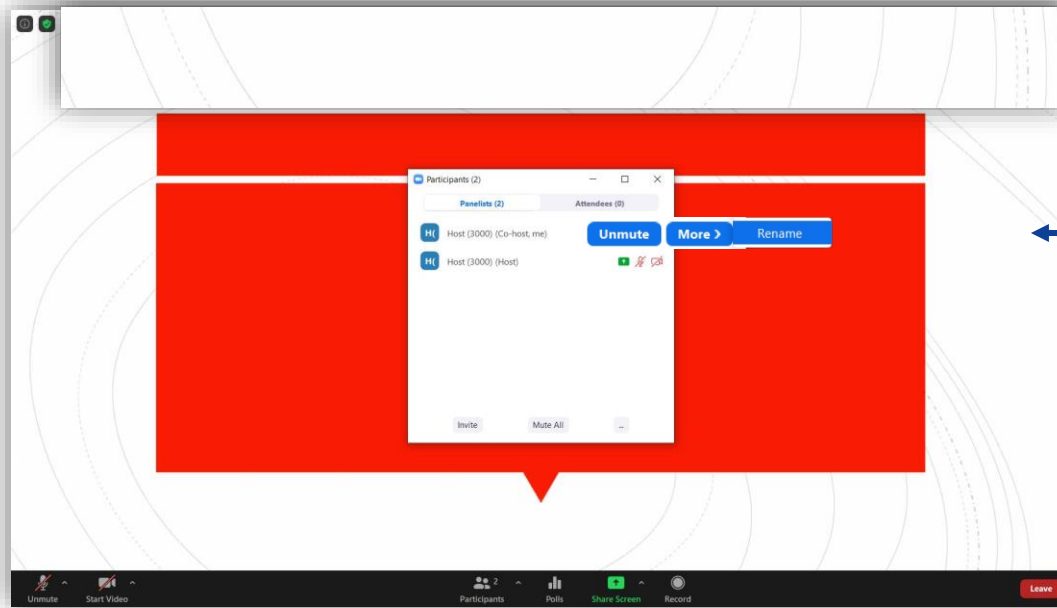 Participants (2)
Panelists (2) Attendees (0)
H( Host (3000) (Co-host, me) Unmute More > Rename
H( Host (3000) (Host)
Invite Mute All ...
2
Unmute Start Video Participants Polls Share Screen Record Leave